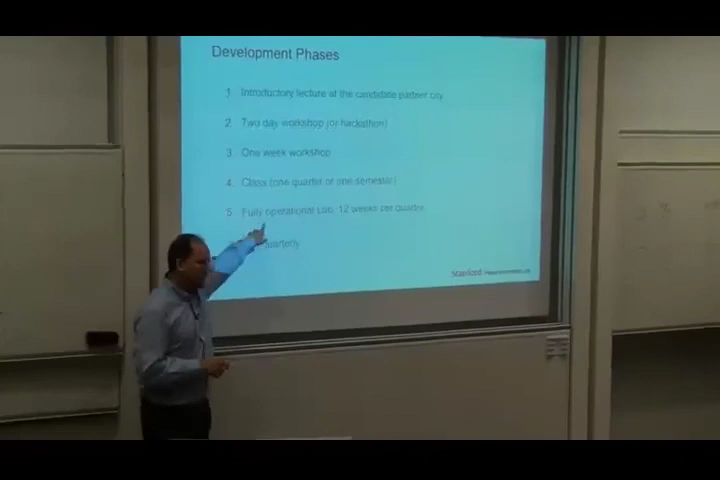 Development Phases
1. Introductory lecture at the candidate partner city
2. Two day workshop (or hackathon)
3. One week workshop
4. Class (one quarter or one semester)
5. Fully operational Lab: 12 weeks per quarter,
quarterly
Stanford